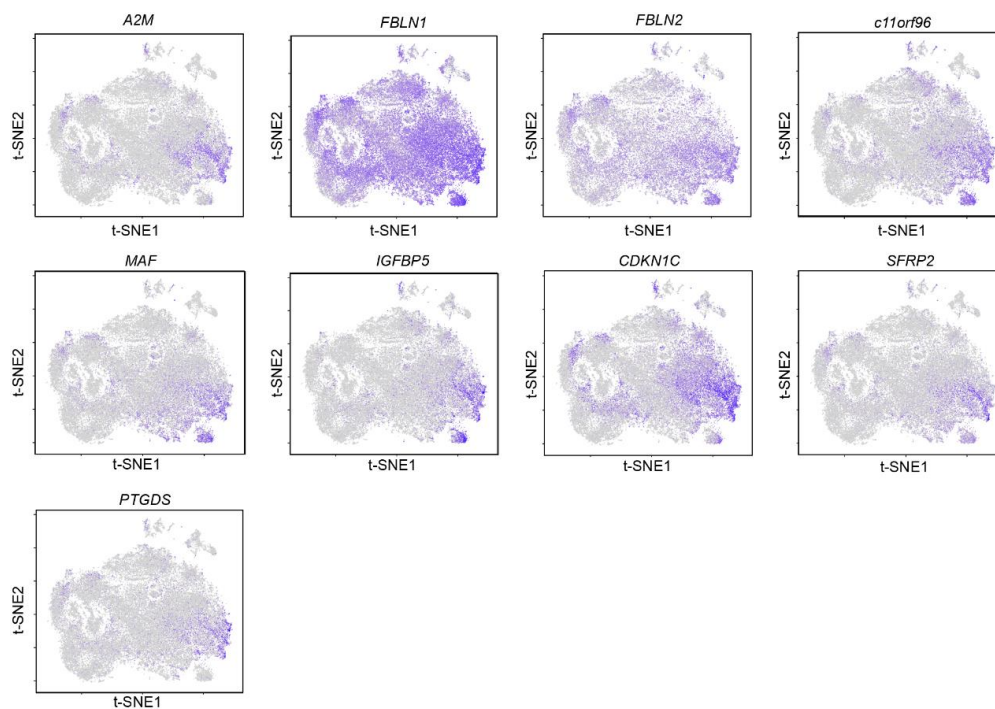 A2M
FBLN1
FBLN2
c11orf96
t-SNE2
t-SNE2
t-SNE2
t-SNE2
t-SNE1
t-SNE1
t-SNE1
t-SNE1
MAF
IGFBP5
CDKN1C
SFRP2
t-SNE2
t-SNE2
t-SNE2
t-SNE2
t-SNE1
t-SNE1
t-SNE1
t-SNE1
PTGDS
t-SNE2
t-SNE1